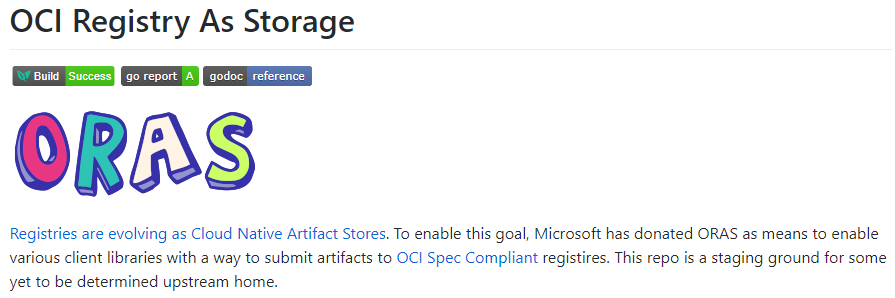 OCI Registry As Storage
Build Success go report A godoc reference
ORAS
Registries are evolving as Cloud Native Artifact Stores. To enable this goal, Microsoft has donated ORAS as means to enable
various client libraries with a way to submit artifacts to OCI Spec Compliant registires. This repo is a staging ground for some
yet to be determined upstream home.